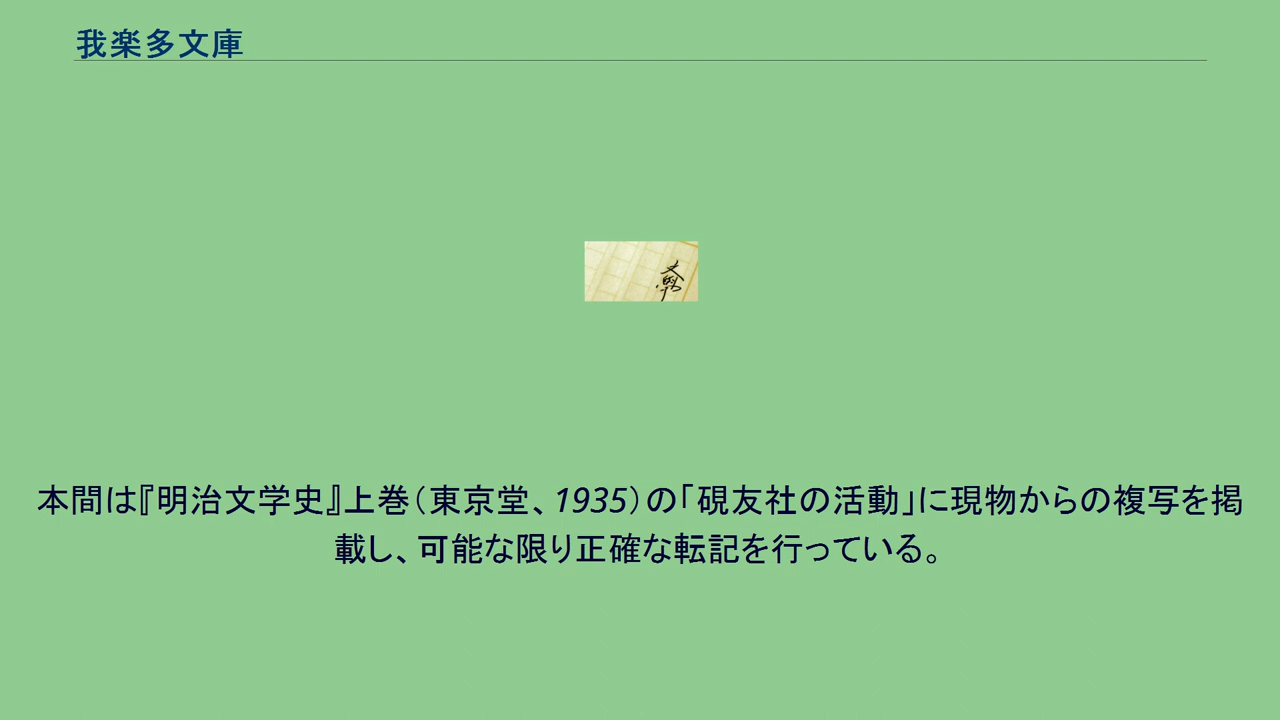 我楽多文庫
本間は『明治文学史』上巻（東京堂、1935）の「硯友社の活動」に現物からの複写を掲
載し、可能な限り正確な転記を行っている。